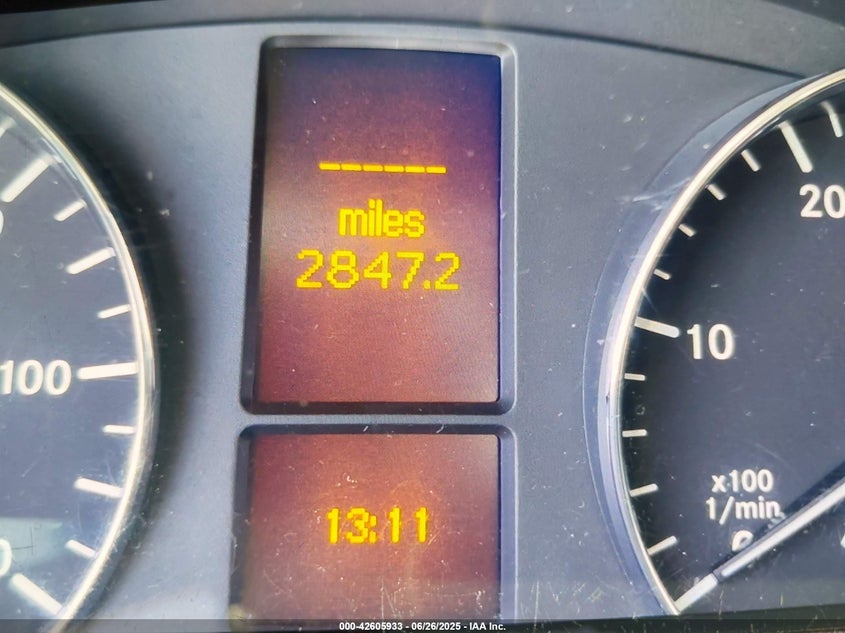 ------
miles
2847.2
100
20
10
x100
1/min
13:11
000-42605933 - 06/26/2025 - IAA Inc.